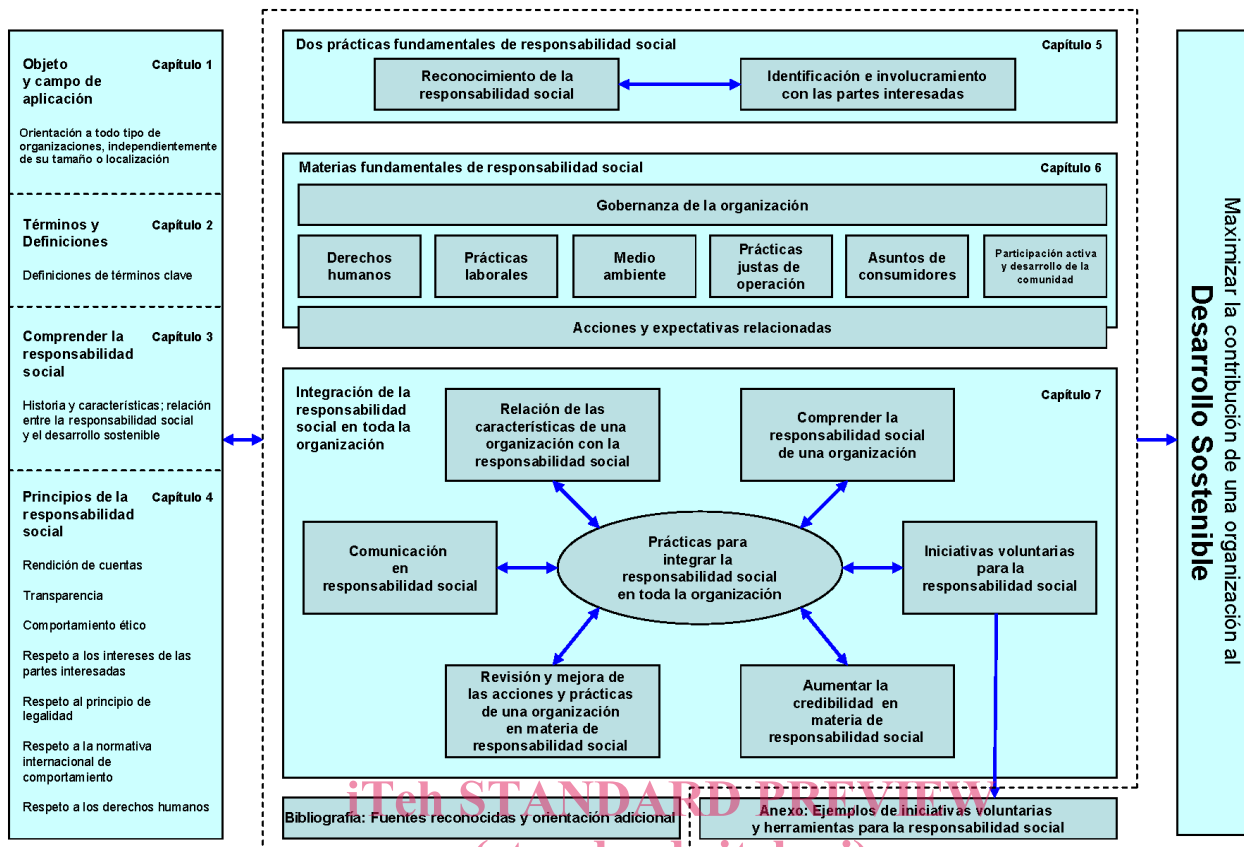 Objeto
y campo de
aplicación
Capítulo 1
Orientación a todo tipo de
organizaciones, independientemente
de su tamaño o localización
Términos y
Definiciones
Capítulo 2
Definiciones de términos clave
Comprender la
responsabilidad
social
Capítulo 3
Historia y características; relación
entre la responsabilidad social
y el desarrollo sostenible
Principios de la
responsabilidad
social
Capítulo 4
Rendición de cuentas
Transparencia
Comportamiento ético
Respeto a los intereses de las
partes interesadas
Respeto al principio de
legalidad
Respeto a la normativa
internacional de
comportamiento
Respeto a los derechos humanos
Dos prácticas fundamentales de responsabilidad social
Capítulo 5
Reconocimiento de la
responsabilidad social
Identificación e involucramiento
con las partes interesadas
Materias fundamentales de responsabilidad social
Capítulo 6
Gobernanza de la organización
Derechos
humanos
Prácticas
laborales
Medio
ambiente
Prácticas
justas de
operación
Asuntos de
consumidores
Participación activa
y desarrollo de la
comunidad
Acciones y expectativas relacionadas
Integración de la
responsabilidad
social en toda la
organización
Capítulo 7
Relación de las
características de una
organización con la
responsabilidad social
Comprender la
responsabilidad social
de una organización
Comunicación
en
responsabilidad social
Prácticas para
integrar la
responsabilidad social
en toda la organización
Iniciativas voluntarias
para la
responsabilidad social
Revisión y mejora de
las acciones y prácticas
de una organización
en materia de
responsabilidad social
Aumentar la
credibilidad en
materia de
responsabilidad social
iTeh STANDARD PREVIEW
Bibliografía: Fuentes reconocidas y orientación adicional
Anexo: Ejemplos de iniciativas voluntarias
y herramientas para la responsabilidad social
Maximizar la contribución de una organización al
Desarrollo Sostenible